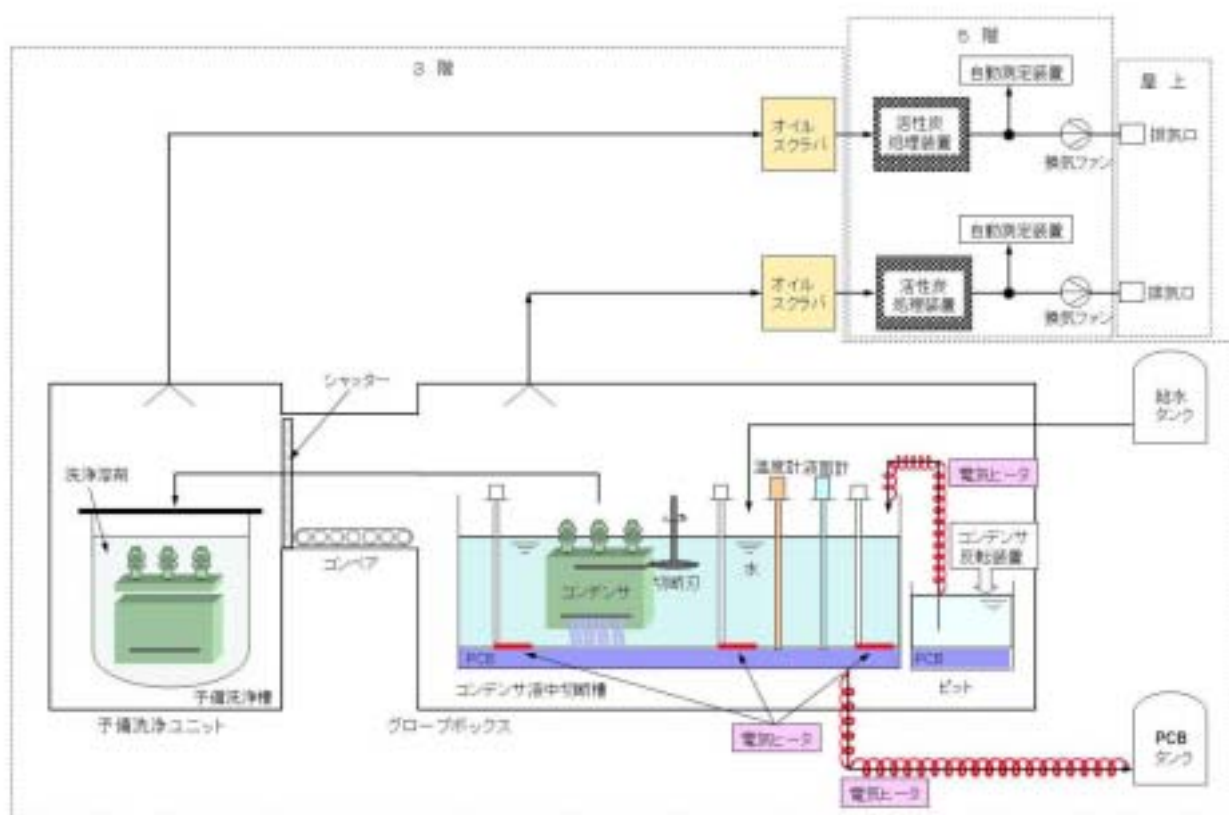 3 階
5 階
屋 上
自動測定装置
オイル
スクラバ
活性炭
処理装置
換気ファン
排気口
自動測定装置
オイル
スクラバ
活性炭
処理装置
換気ファン
排気口
シャッター
給水
タンク
洗浄溶剤
温度計
液面計
電気ヒータ
コンデンサ
反転装置
コンベア
コンデンサ
切断刃
水
PCB
PCB
予備洗浄槽
コンデンサ液中切断槽
ピット
予備洗浄ユニット
グローブボックス
電気ヒータ
PCB
タンク
電気ヒータ